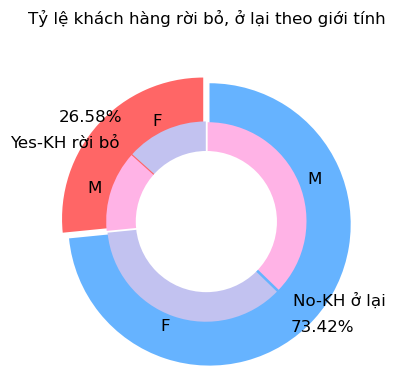 Tỷ lệ khách hàng rời bỏ, ở lại theo giới tính
26.58%
Yes-KH rời bỏ
F
M
M
F
No-KH ở lại
73.42%